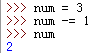 >>> num = 3
>>> num -= 1
>>> num
2